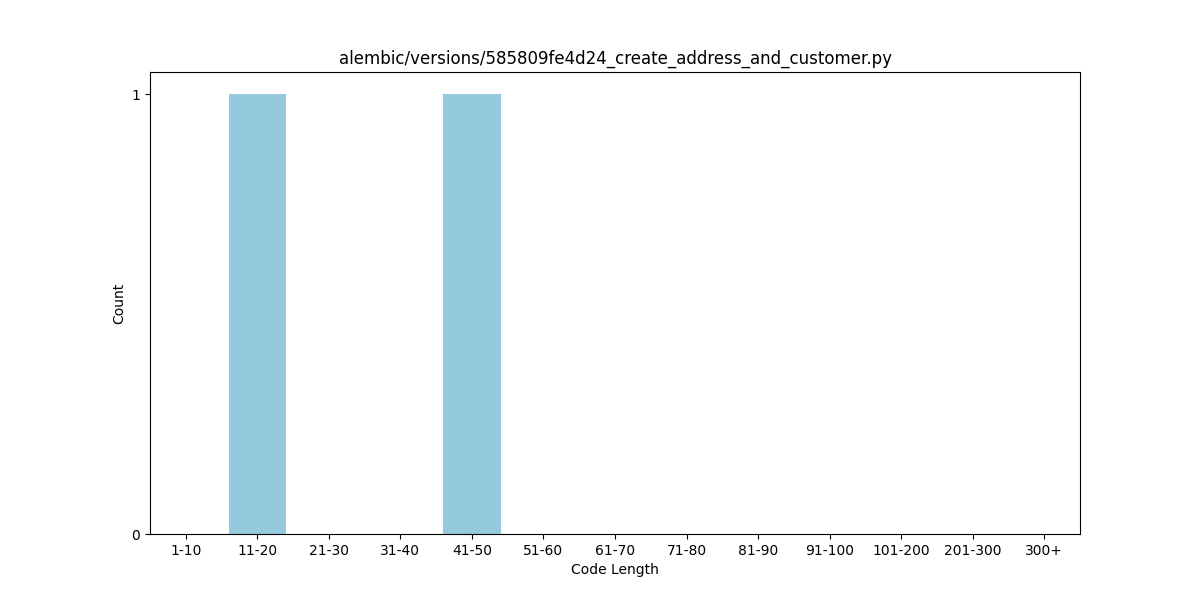 alembic/versions/585809fe4d24_create_address_and_customer.py
1
Count
0
1-10 11-20 21-30 31-40 41-50 51-60 61-70 71-80 81-90 91-100 101-200 201-300 300+
Code Length